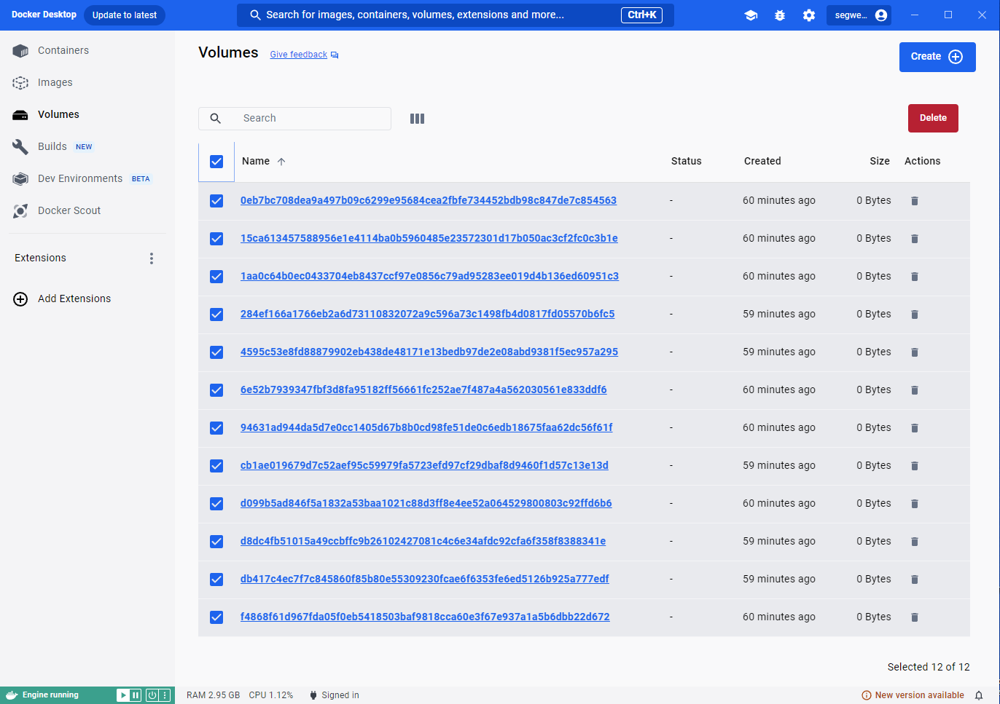 Docker Desktop Update to latest Search for images, containers, volumes, extensions and more... Ctrl+K segwe...
Containers
Images
Volumes
Builds NEW
Dev Environments BETA
Docker Scout
Extensions
Add Extensions
Volumes Give feedback Create
Search Delete
Name Status Created Size Actions
0eb7bc708dea9a497b09c6299e95684cea2fbfe734452bdb98c847de7c854563 - 60 minutes ago 0 Bytes
15ca613457588956e1e4114ba0b5960485e23572301d17b050ac3cf2fc0c3b1e - 60 minutes ago 0 Bytes
1aa0c64b0ec0433704eb8437ccf97e0856c79ad95283ee019d4b136ed60951c3 - 60 minutes ago 0 Bytes
284ef166a1766eb2a6d73110832072a9c596a73c1498fb4d0817fd05570b6fc5 - 59 minutes ago 0 Bytes
4595c53e8fd88879902eb438de48171e13bedb97de2e08abd9381f5ec957a295 - 59 minutes ago 0 Bytes
6e52b7939347fbf3d8fa95182ff56661fc252ae7f487a4a562030561e833ddf6 - 60 minutes ago 0 Bytes
94631ad944da5d7e0cc1405d67b8b0cd98fe51de0c6edb18675faa62dc56f61f - 60 minutes ago 0 Bytes
cb1ae019679d7c52aef95c59979fa5723efd97cf29dbaf8d9460f1d57c13e13d - 59 minutes ago 0 Bytes
d099b5ad846f5a1832a53baa1021c88d3ff8e4ee52a064529800803c92ffd6b6 - 60 minutes ago 0 Bytes
d8dc4fb51015a49ccbffc9b26102427081c4c6e34afdc92cfa6f358f8388341e - 59 minutes ago 0 Bytes
db417c4ec7f7c845860f85b80e55309230fcae6f6353fe6ed5126b925a777edf - 59 minutes ago 0 Bytes
f4868f61d967fda05f0eb5418503baf9818cca60e3f67e937a1a5b6dbb22d672 - 60 minutes ago 0 Bytes
Selected 12 of 12
Engine running RAM 2.95 GB CPU 1.12% Signed in New version available